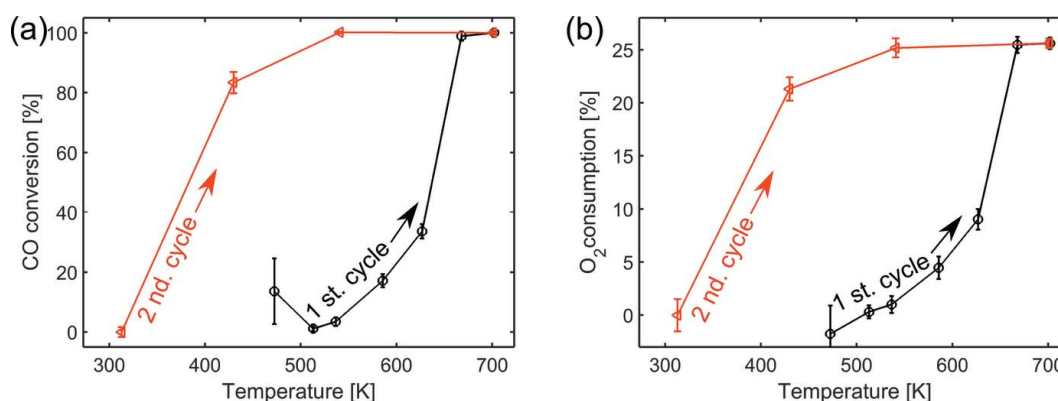 (a)
CO conversion [%]
100
80
60
40
20
0
2 nd. cycle
1 st. cycle
300
400
500
600
700
Temperature [K]
(b)
O₂consumption [%]
25
20
15
10
5
0
2 nd. cycle
1 st. cycle
300
400
500
600
700
Temperature [K]